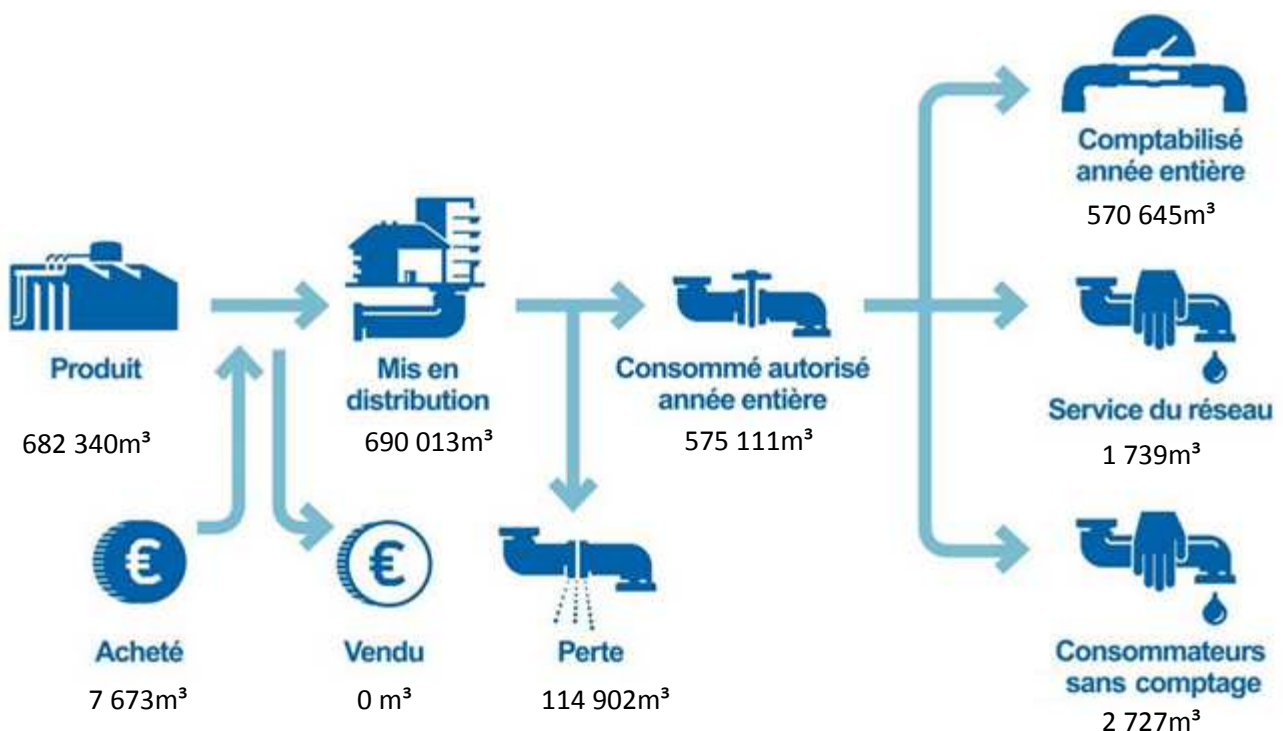 Comptabilisé
année entière
570 645m³
Produit
682 340m³
Mis en
distribution
690 013m³
Consommé autorisé
année entière
575 111m³
Service du réseau
1 739m³
€
Acheté
7 673m³
€
Vendu
0 m³
Perte
114 902m³
Consommateurs
sans comptage
2 727m³